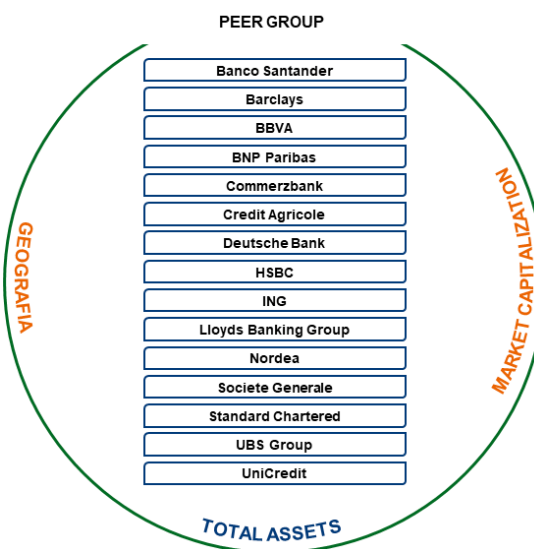 PEER GROUP
Banco Santander
Barclays
BBVA
BNP Paribas
Commerzbank
Credit Agricole
Deutsche Bank
HSBC
ING
Lloyds Banking Group
Nordea
Societe Generale
Standard Chartered
UBS Group
UniCredit
GEOGRAFIA
MARKET CAPITALIZATION
TOTAL ASSETS